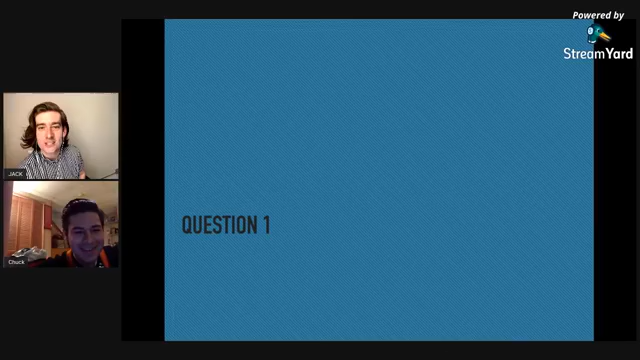 Powered by
StreamYard
JACK
QUESTION 1
Chuck